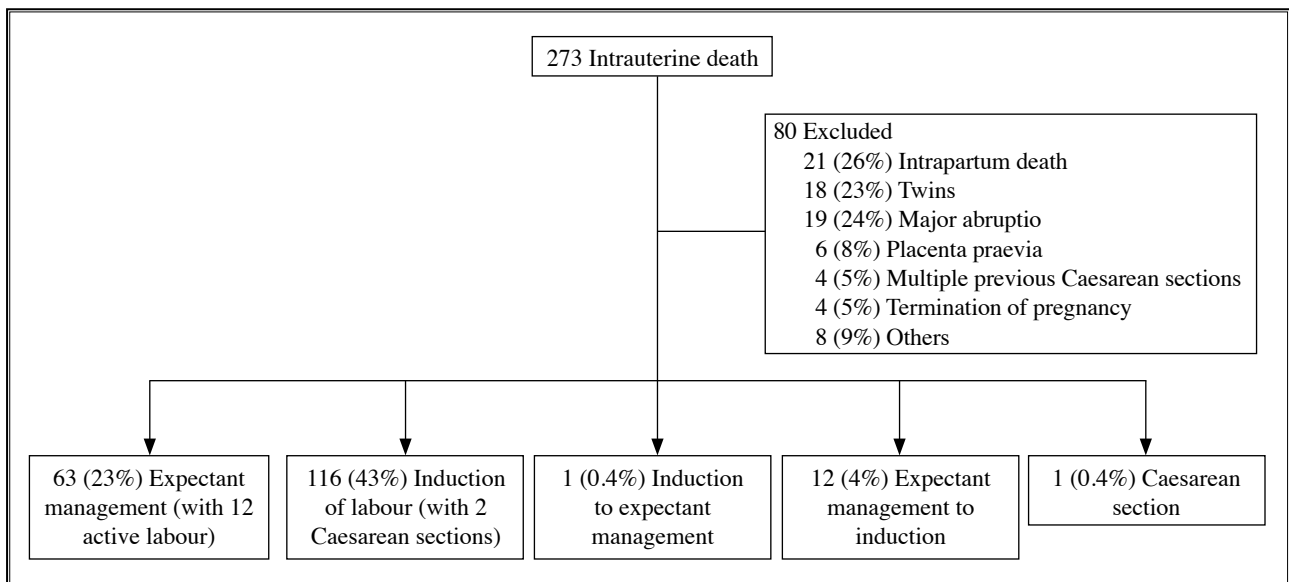 273 Intrauterine death
80 Excluded
21 (26%) Intrapartum death
18 (23%) Twins
19 (24%) Major abruptio
6 (8%) Placenta praevia
4 (5%) Multiple previous Caesarean sections
4 (5%) Termination of pregnancy
8 (9%) Others
63 (23%) Expectant
management (with 12
active labour)
116 (43%) Induction
of labour (with 2
Caesarean sections)
1 (0.4%) Induction
to expectant
management
12 (4%) Expectant
management to
induction
1 (0.4%) Caesarean
section